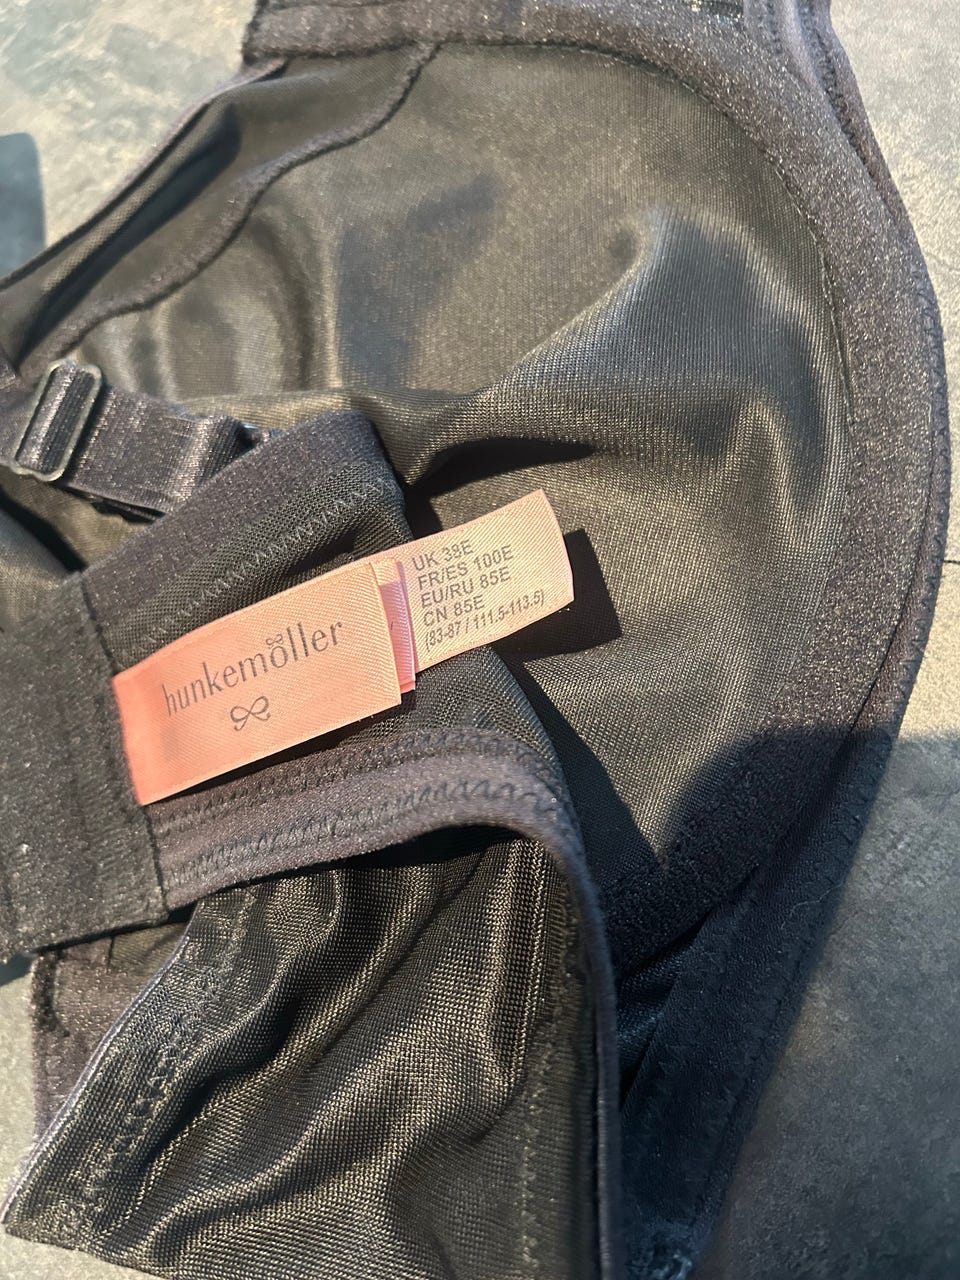 hunkemöller
UK 38E
FR/ES 100E
EU/RU 85E
CN 85E
(83-87 / 111.5-113.5)